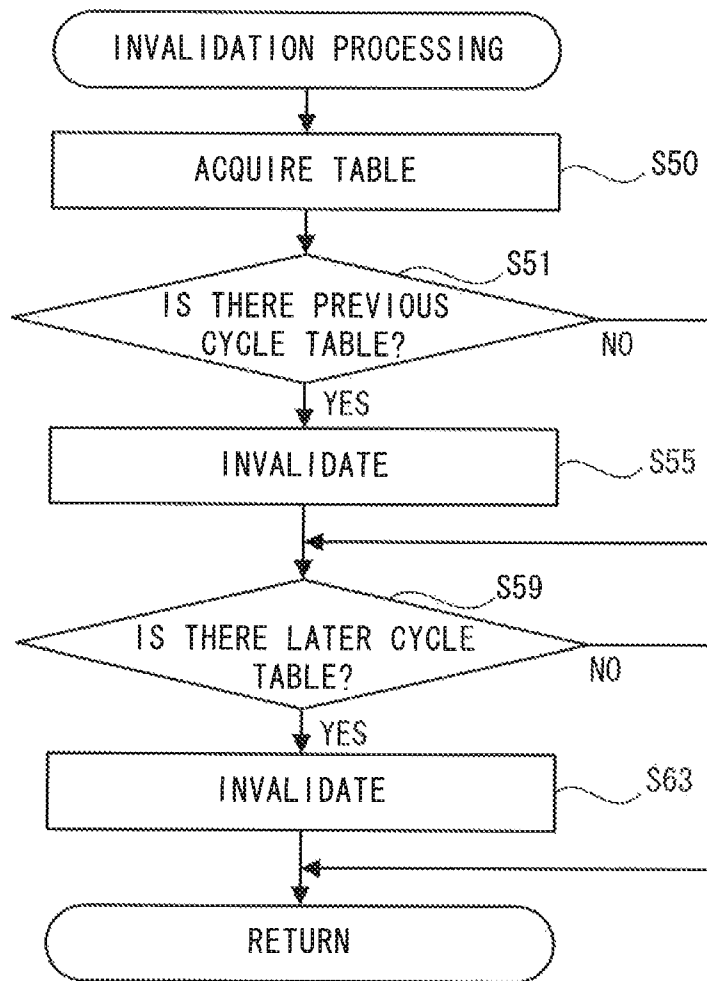 INVALIDATION PROCESSING
ACQUIRE TABLE
S50
S51
IS THERE PREVIOUS
CYCLE TABLE?
NO
YES
INVALIDATE
S55
S59
IS THERE LATER CYCLE
TABLE?
NO
YES
INVALIDATE
S63
RETURN